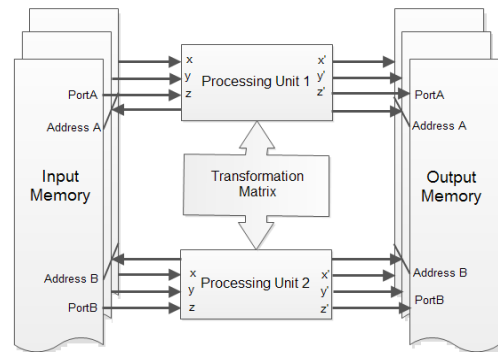 x
y
z
Processing Unit 1
x'
y'
z'
PortA
Address A
PortA
Address A
Input
Memory
Transformation
Matrix
Output
Memory
Address B
PortB
x
y
z
Processing Unit 2
x'
y'
z'
Address B
PortB